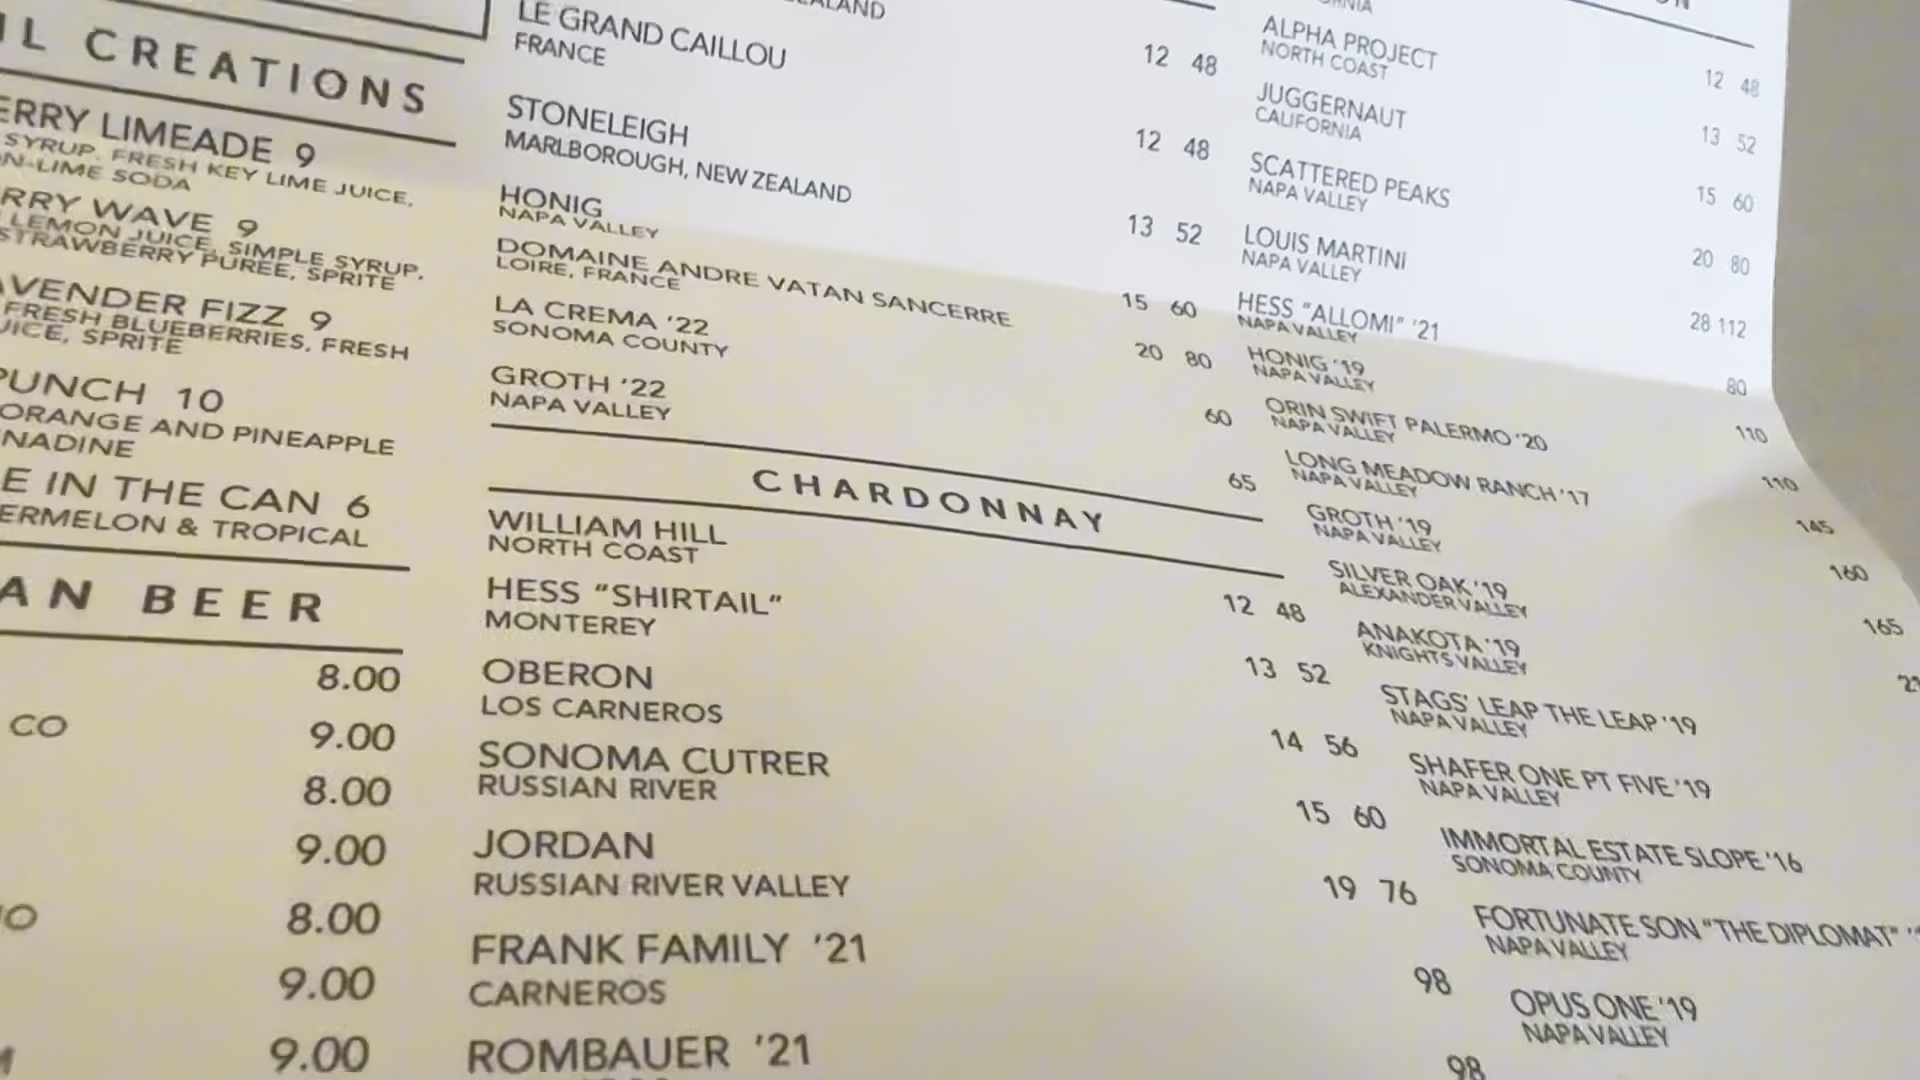 IL CREATIONS
ERRY LIMEADE 9
SYRUP, FRESH KEY LIME JUICE,
N-LIME SODA
RRY WAVE 9
LEMON JUICE, SIMPLE SYRUP,
STRAWBERRY PUREE, SPRITE
AVENDER FIZZ 9
FRESH BLUEBERRIES, FRESH
UICE, SPRITE
PUNCH 10
ORANGE AND PINEAPPLE
NADINE
E IN THE CAN 6
ERMELON & TROPICAL
AN BEER
8.00
CO 9.00
8.00
9.00
IO 8.00
9.00
9.00
EALAND
LE GRAND CAILLOU 12 48
FRANCE
STONELEIGH 12 48
MARLBOROUGH, NEW ZEALAND
HONIG 13 52
NAPA VALLEY
DOMAINE ANDRE VATAN SANCERRE 15 60
LOIRE, FRANCE
LA CREMA '22 20 80
SONOMA COUNTY
GROTH '22 60
NAPA VALLEY
65
CHARDONNAY
WILLIAM HILL 12 48
NORTH COAST
HESS "SHIRTAIL" 13 52
MONTEREY
OBERON 14 56
LOS CARNEROS
SONOMA CUTRER 15 60
RUSSIAN RIVER
JORDAN 19 76
RUSSIAN RIVER VALLEY
FRANK FAMILY '21 98
CARNEROS
ROMBAUER '21 98
ON
RNIA
ALPHA PROJECT 12 48
NORTH COAST
JUGGERNAUT 13 52
CALIFORNIA
SCATTERED PEAKS 15 60
NAPA VALLEY
LOUIS MARTINI 20 80
NAPA VALLEY
HESS "ALLOMI" '21 28 112
NAPA VALLEY
HONIG '19 80
NAPA VALLEY
ORIN SWIFT PALERMO '20 110
NAPA VALLEY
LONG MEADOW RANCH '17 110
NAPA VALLEY
GROTH '19 145
NAPA VALLEY
SILVER OAK '19 160
ALEXANDER VALLEY
ANAKOTA '19 165
KNIGHTS VALLEY
STAGS' LEAP THE LEAP '19
NAPA VALLEY
SHAFER ONE PT FIVE '19
NAPA VALLEY
IMMORTAL ESTATE SLOPE '16
SONOMA COUNTY
FORTUNATE SON "THE DIPLOMAT"
NAPA VALLEY
OPUS ONE '19
NAPA VALLEY